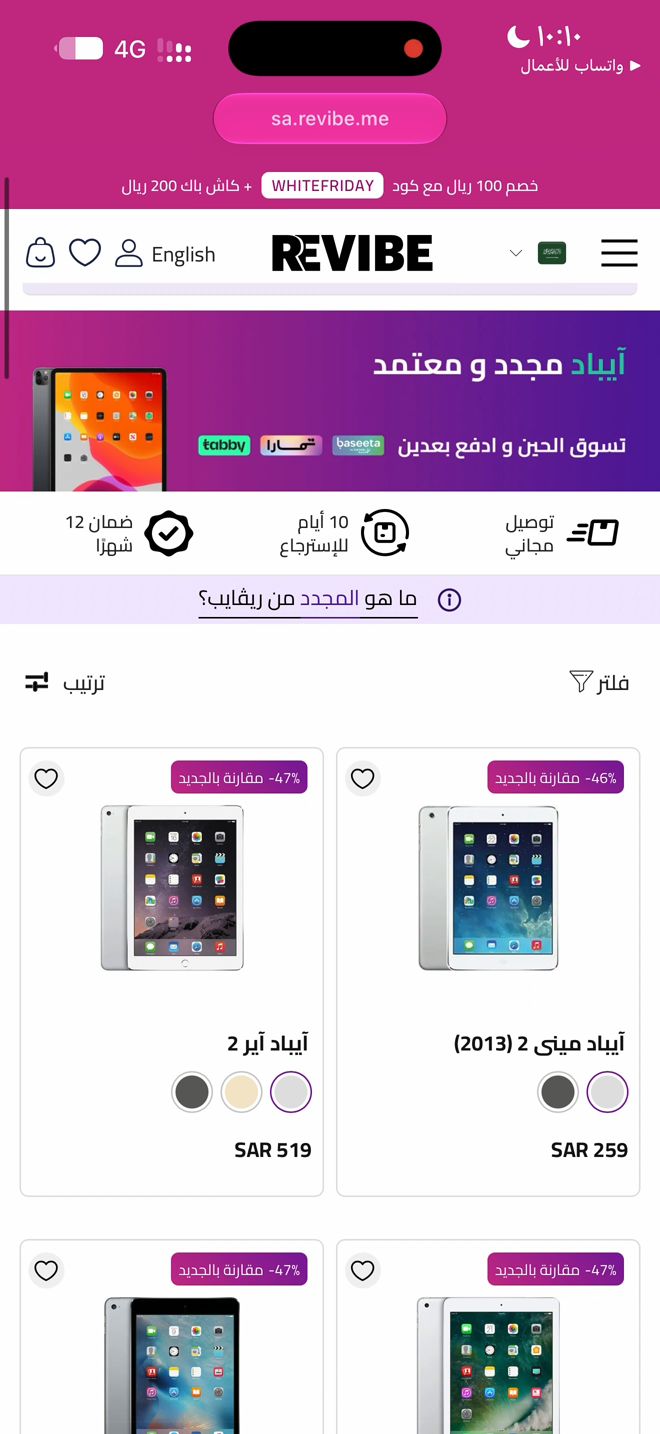 ١٠:١٠
4G
◀ واتساب للأعمال
sa.revibe.me
خصم 100 ريال مع كود WHITEFRIDAY + كاش باك 200 ريال
REVIBE
English
آيباد مجدد و معتمد
تسوق الحين و ادفع بعدين baseeta تمارا tabby
توصيل مجاني
10 أيام للإسترجاع
ضمان 12 شهرًا
ما هو المجدد من ريڤايب؟
فلتر
ترتيب
-46% مقارنة بالجديد
آيباد ميني 2 (2013)
SAR 259
-47% مقارنة بالجديد
آيباد آير 2
SAR 519
-47% مقارنة بالجديد
-47% مقارنة بالجديد